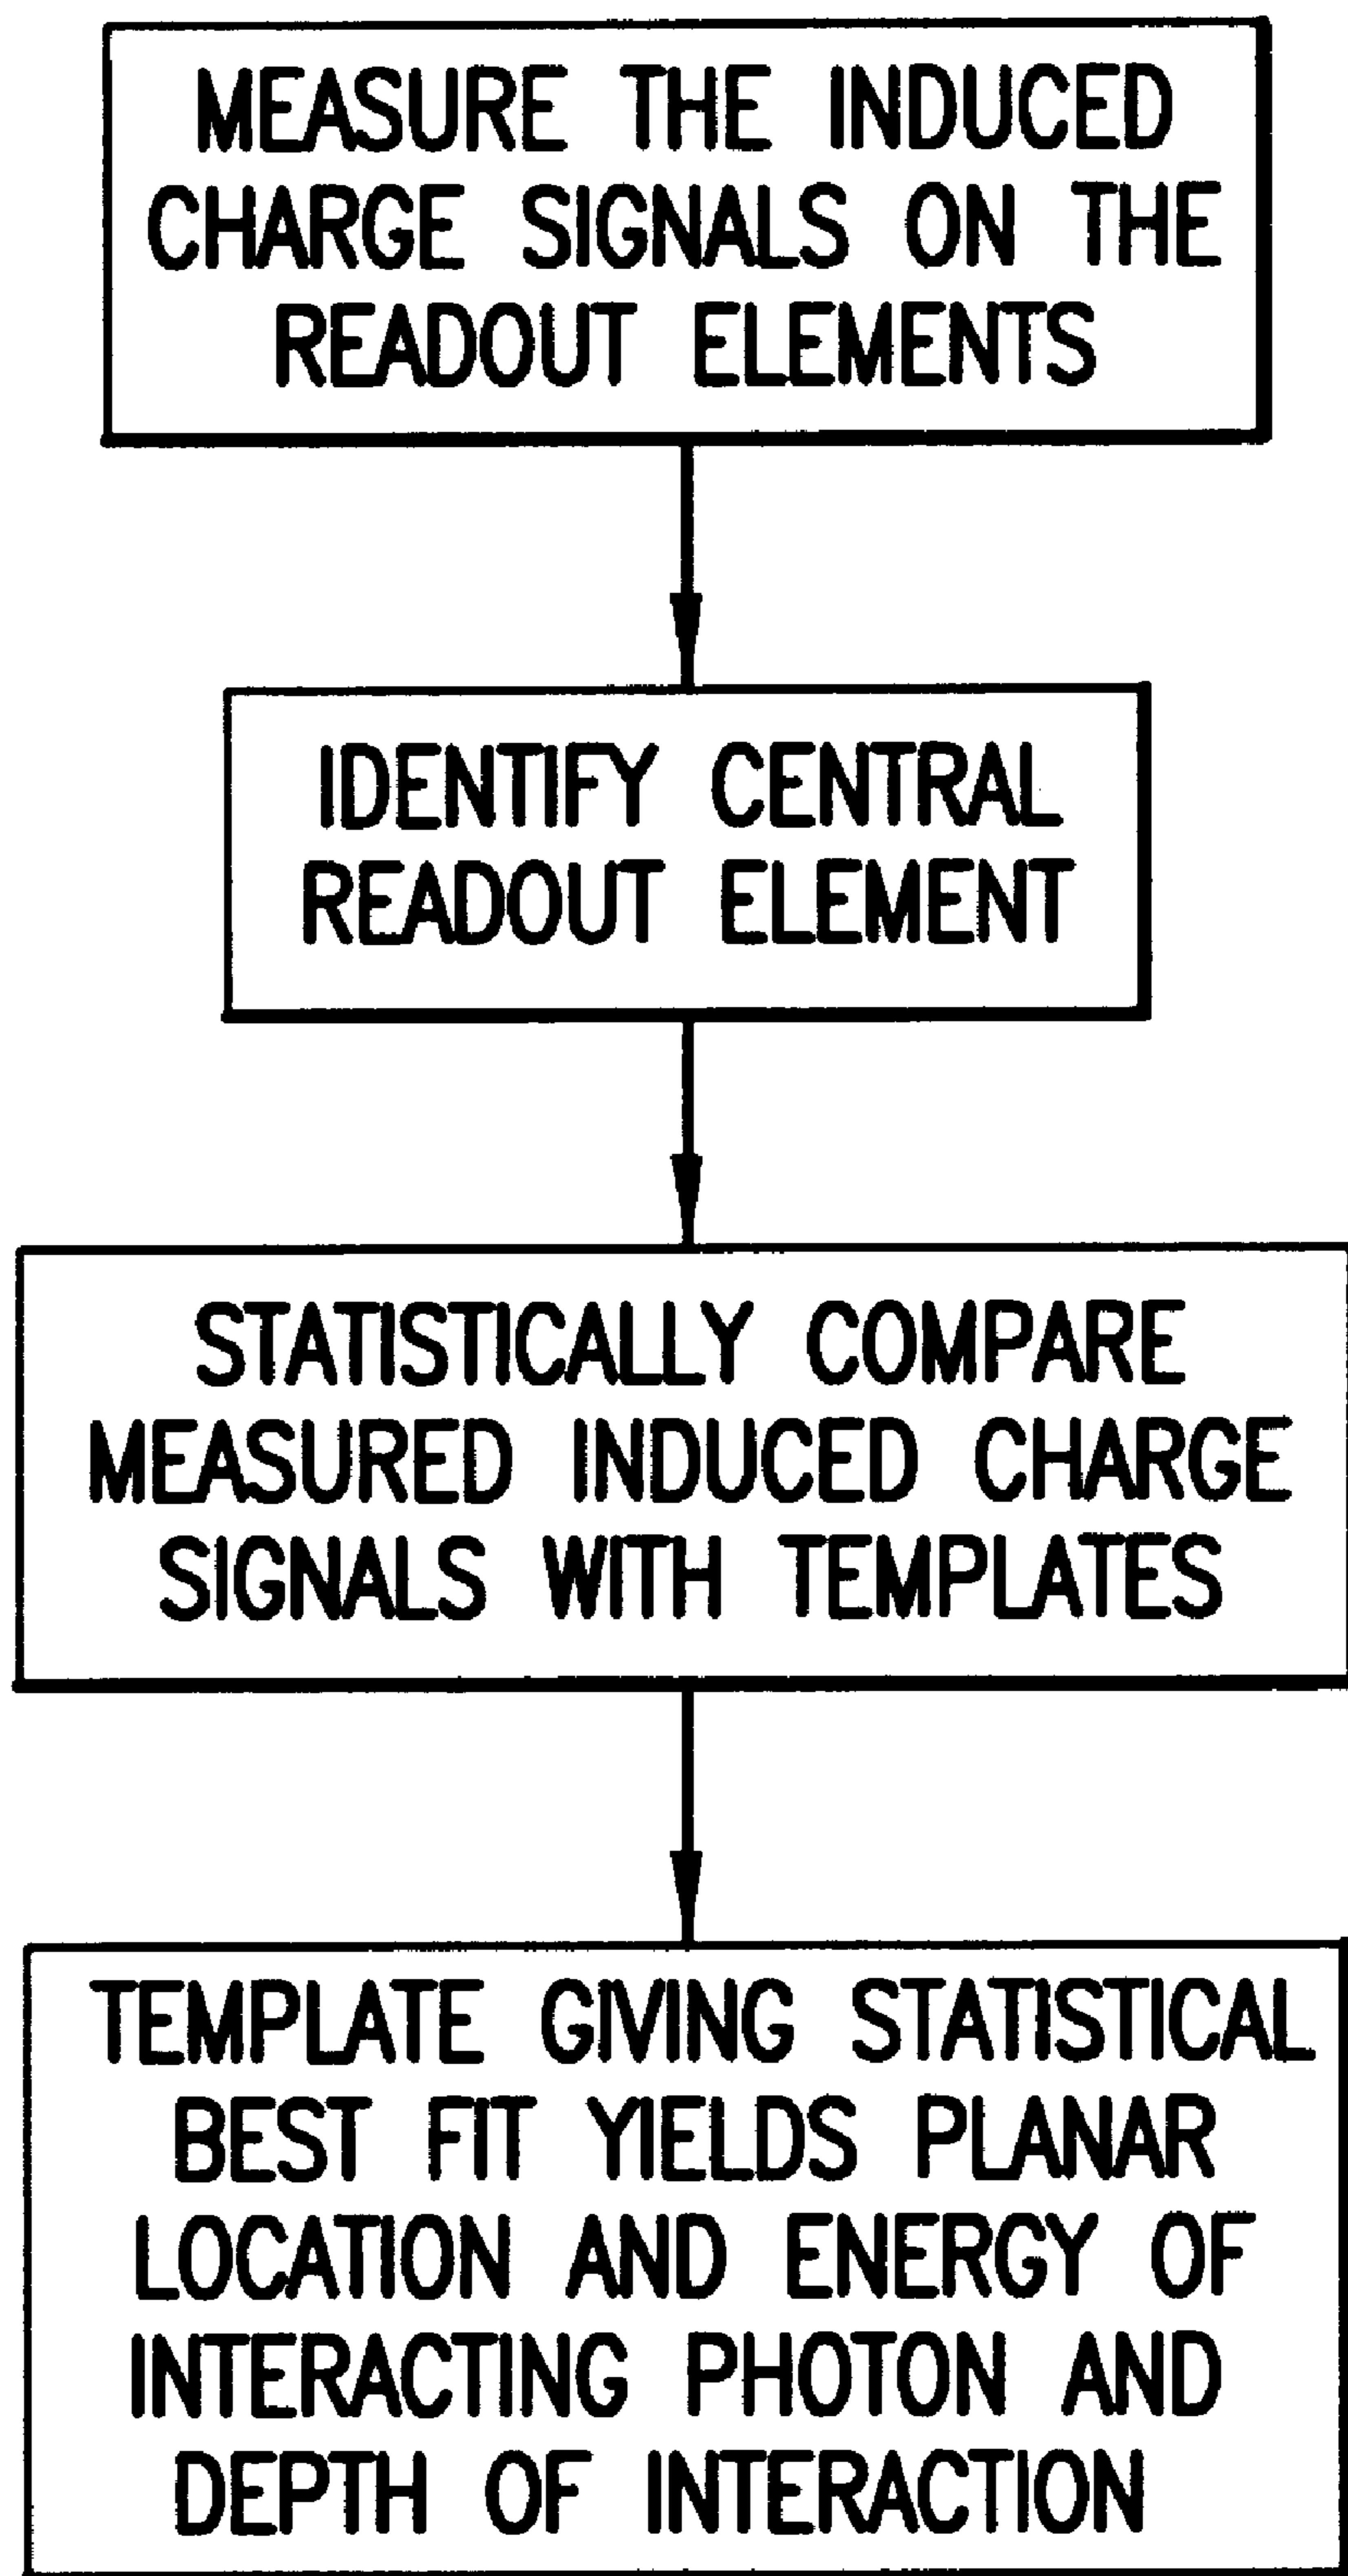 MEASURE THE INDUCED
CHARGE SIGNALS ON THE
READOUT ELEMENTS
IDENTIFY CENTRAL
READOUT ELEMENT
STATISTICALLY COMPARE
MEASURED INDUCED CHARGE
SIGNALS WITH TEMPLATES
TEMPLATE GIVING STATISTICAL
BEST FIT YIELDS PLANAR
LOCATION AND ENERGY OF
INTERACTING PHOTON AND
DEPTH OF INTERACTION